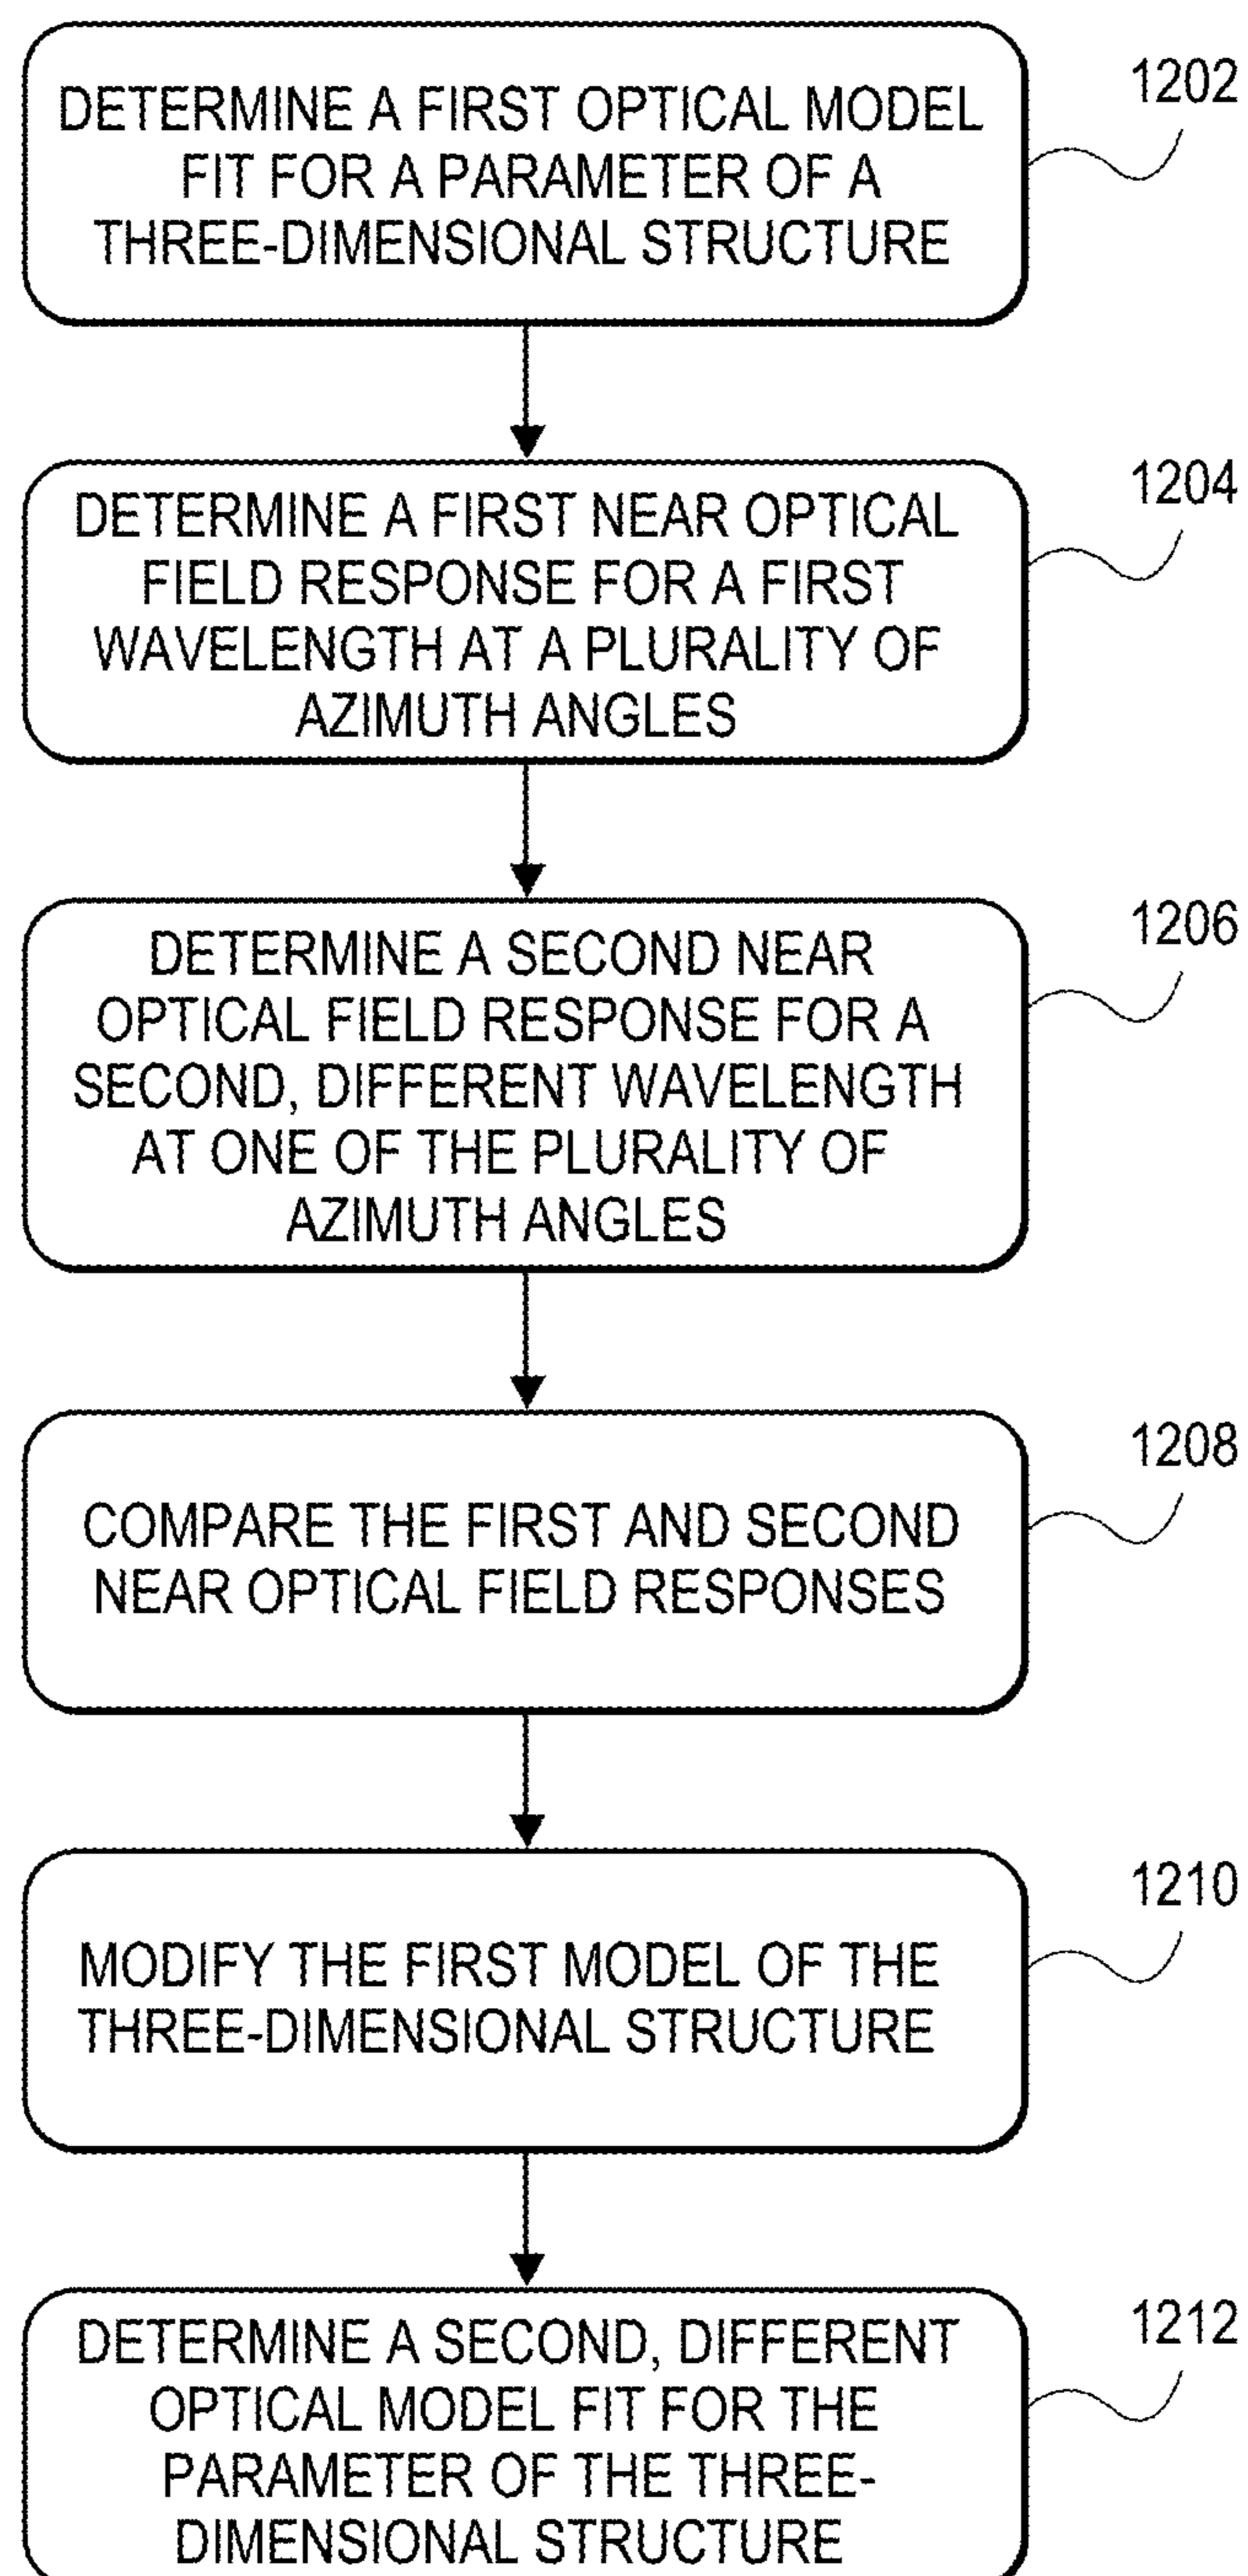 DETERMINE A FIRST OPTICAL MODEL
FIT FOR A PARAMETER OF A
THREE-DIMENSIONAL STRUCTURE
1202
DETERMINE A FIRST NEAR OPTICAL
FIELD RESPONSE FOR A FIRST
WAVELENGTH AT A PLURALITY OF
AZIMUTH ANGLES
1204
DETERMINE A SECOND NEAR
OPTICAL FIELD RESPONSE FOR A
SECOND, DIFFERENT WAVELENGTH
AT ONE OF THE PLURALITY OF
AZIMUTH ANGLES
1206
COMPARE THE FIRST AND SECOND
NEAR OPTICAL FIELD RESPONSES
1208
MODIFY THE FIRST MODEL OF THE
THREE-DIMENSIONAL STRUCTURE
1210
DETERMINE A SECOND, DIFFERENT
OPTICAL MODEL FIT FOR THE
PARAMETER OF THE THREE-
DIMENSIONAL STRUCTURE
1212